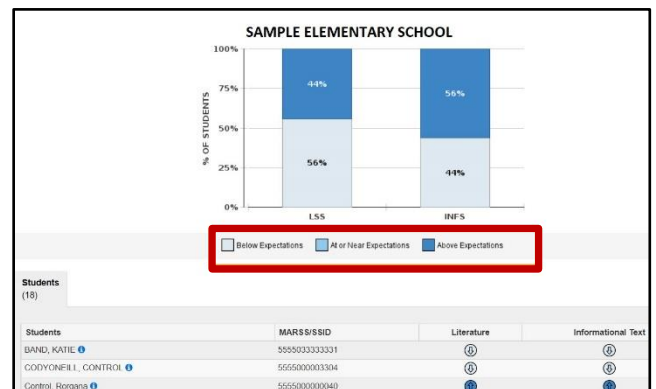 SAMPLE ELEMENTARY SCHOOL
100%
75%
50%
25%
0%
% OF STUDENTS
44%
56%
56%
44%
LSS INFS
Below Expectations At or Near Expectations Above Expectations
Students
(18)
Students MARSS/SSID Literature Informational Text
BAND, KATIE 5555033333331
CODYONEILL, CONTROL 5555000003304
Control, Rorgana 5555000000040